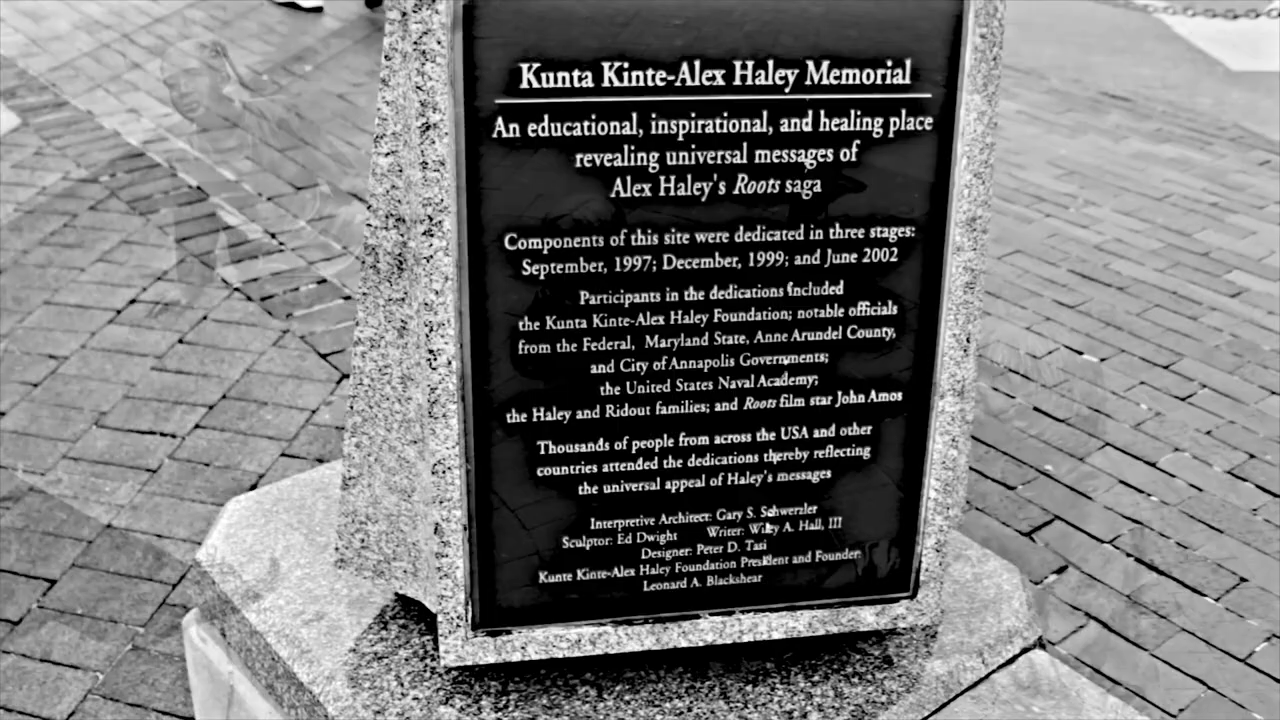 Kunta Kinte-Alex Haley Memorial
An educational, inspirational, and healing place
revealing universal messages of
Alex Haley's Roots saga
Components of this site were dedicated in three stages:
September, 1997; December, 1999; and June 2002
Participants in the dedications included
the Kunta Kinte-Alex Haley Foundation; notable officials
from the Federal, Maryland State, Anne Arundel County,
and City of Annapolis Governments;
the United States Naval Academy;
the Haley and Ridout families; and Roots film star John Amos
Thousands of people from across the USA and other
countries attended the dedications thereby reflecting
the universal appeal of Haley's messages
Interpretive Architect: Gary S. Schwerzler
Sculptor: Ed Dwight Writer: Wiley A. Hall, III
Designer: Peter D. Tasi
Kunte Kinte-Alex Haley Foundation President and Founder:
Leonard A. Blackshear